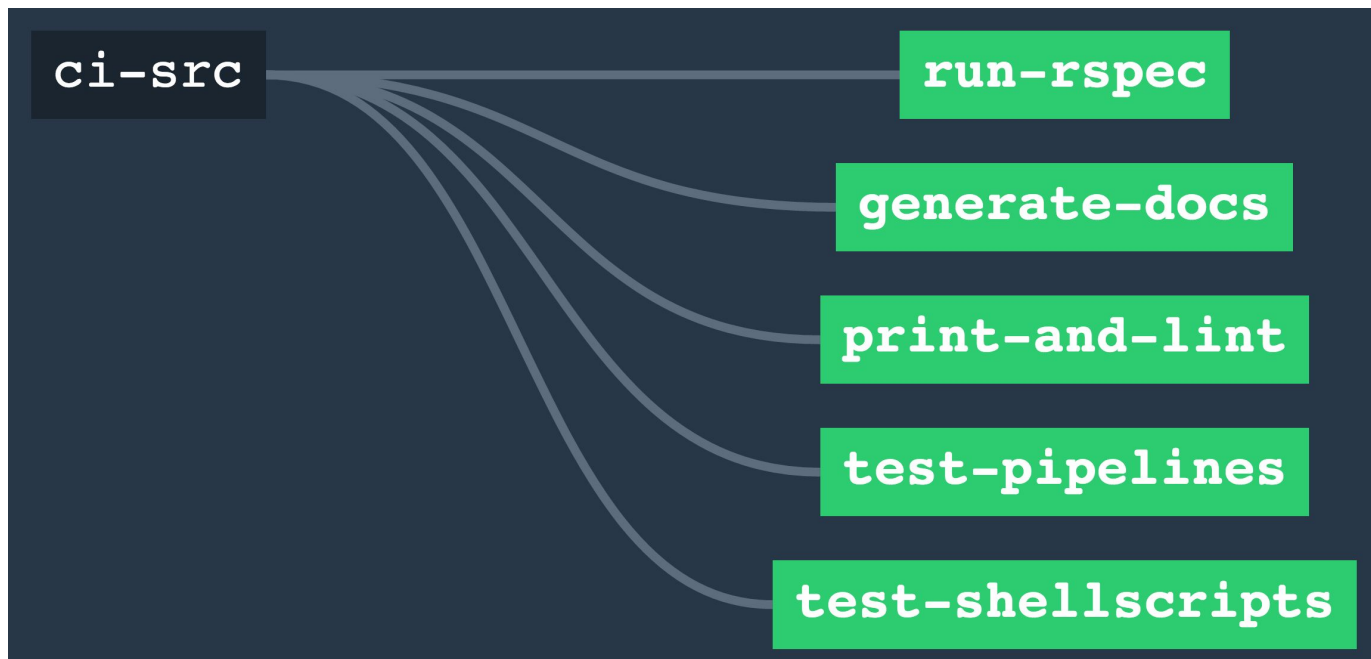 ci-src
run-rspec
generate-docs
print-and-lint
test-pipelines
test-shellscripts